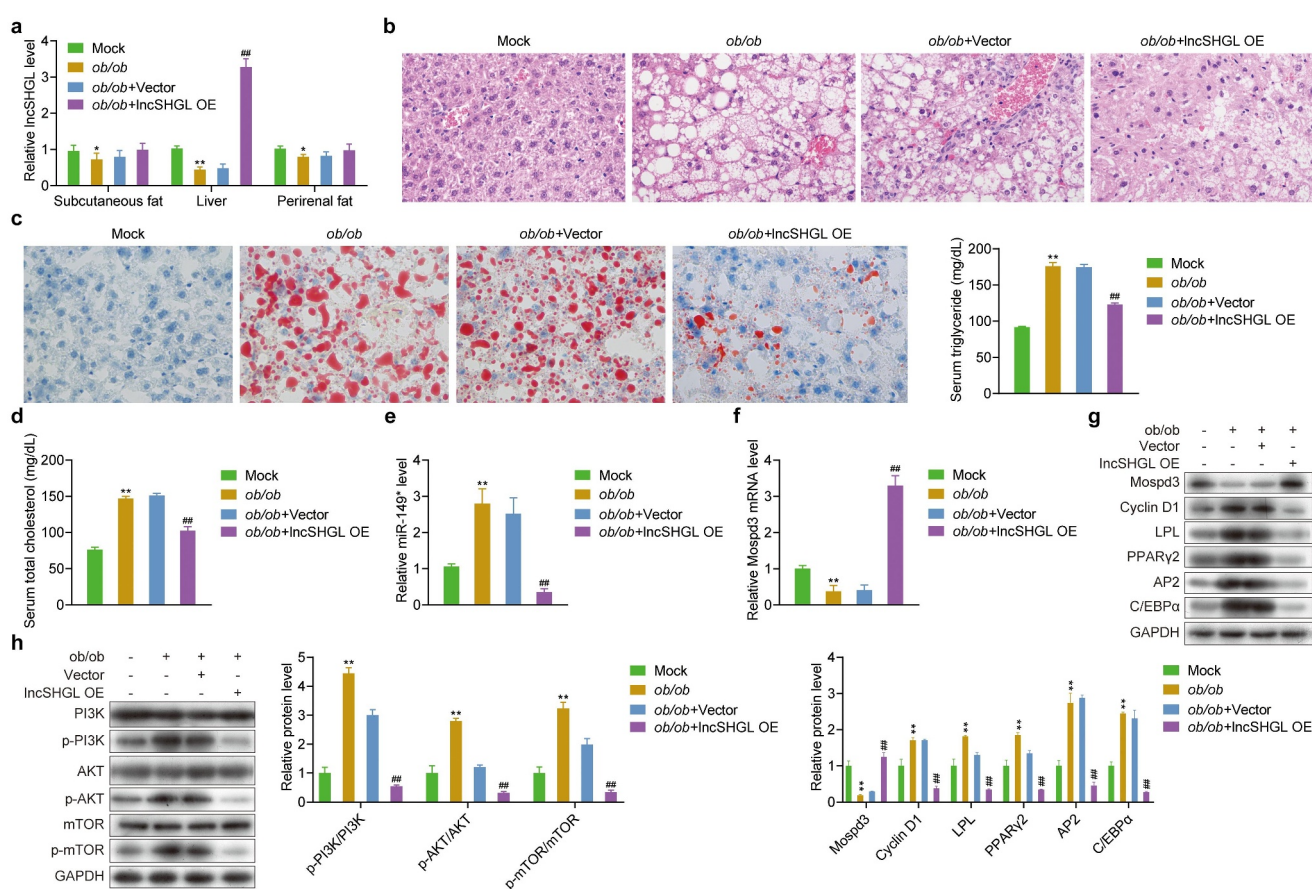 a
Relative lncSHGL level
4
3
2
1
0
Mock
ob/ob
ob/ob+Vector
ob/ob+lncSHGL OE
*
**
##
*
Subcutaneous fat
Liver
Perirenal fat
b
Mock
ob/ob
ob/ob+Vector
ob/ob+lncSHGL OE
c
Mock
ob/ob
ob/ob+Vector
ob/ob+lncSHGL OE
Serum triglyceride (mg/dL)
200
150
100
50
0
**
##
Mock
ob/ob
ob/ob+Vector
ob/ob+lncSHGL OE
d
Serum total cholesterol (mg/dL)
200
150
100
50
0
**
##
Mock
ob/ob
ob/ob+Vector
ob/ob+lncSHGL OE
e
Relative miR-149* level
4
3
2
1
0
**
##
Mock
ob/ob
ob/ob+Vector
ob/ob+lncSHGL OE
f
Relative Mospd3 mRNA level
4
3
2
1
0
**
##
Mock
ob/ob
ob/ob+Vector
ob/ob+lncSHGL OE
g
ob/ob - + + +
Vector +
lncSHGL OE - - - +
Mospd3
Cyclin D1
LPL
PPARγ2
AP2
C/EBPα
GAPDH
h
ob/ob - + + +
Vector - - +
lncSHGL OE - - +
PI3K
p-PI3K
AKT
p-AKT
mTOR
p-mTOR
GAPDH
Relative protein level
5
4
3
2
1
0
**
##
**
##
**
##
p-PI3K/PI3K
p-AKT/AKT
p-mTOR/mTOR
Mock
ob/ob
ob/ob+Vector
ob/ob+lncSHGL OE
Relative protein level
4
3
2
1
0
**
##
**
##
**
##
**
##
**
##
**
##
Mospd3
Cyclin D1
LPL
PPARγ2
AP2
C/EBPα
Mock
ob/ob
ob/ob+Vector
ob/ob+lncSHGL OE